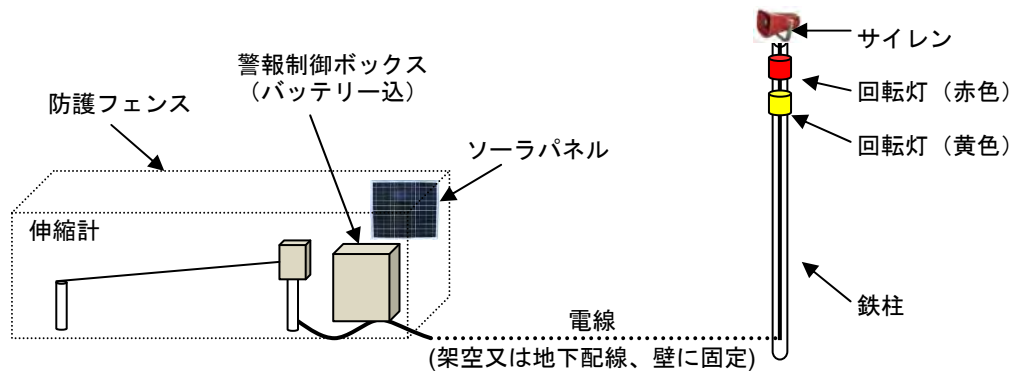 サイレン
警報制御ボックス
（バッテリー込）
回転灯（赤色）
防護フェンス
回転灯（黄色）
ソーラパネル
伸縮計
鉄柱
電線
(架空又は地下配線、壁に固定)